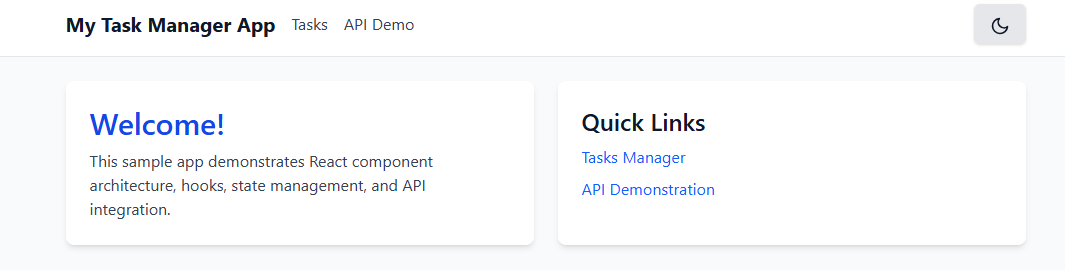 My Task Manager App Tasks API Demo
Welcome!
This sample app demonstrates React component
architecture, hooks, state management, and API
integration.
Quick Links
Tasks Manager
API Demonstration